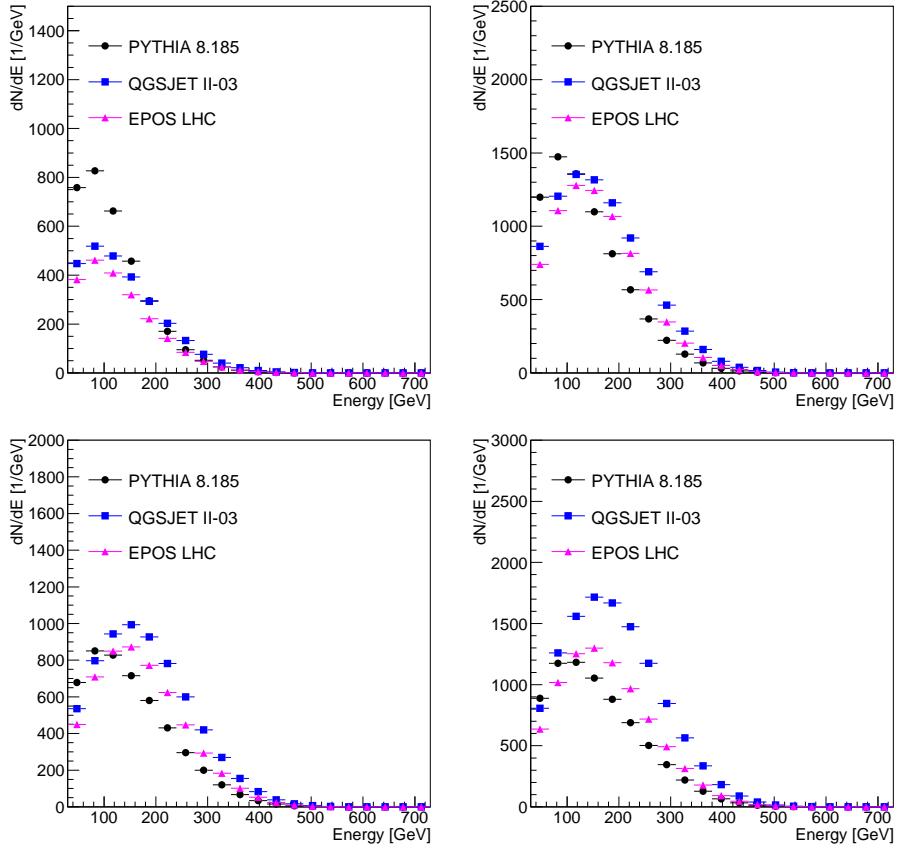 dN/dE [1/GeV]
1400
1200
1000
800
600
400
200
0
PYTHIA 8.185
QGSJET II-03
EPOS LHC
100 200 300 400 500 600 700
Energy [GeV]
dN/dE [1/GeV]
2500
2000
1500
1000
500
0
PYTHIA 8.185
QGSJET II-03
EPOS LHC
100 200 300 400 500 600 700
Energy [GeV]
dN/dE [1/GeV]
2000
1800
1600
1400
1200
1000
800
600
400
200
0
PYTHIA 8.185
QGSJET II-03
EPOS LHC
100 200 300 400 500 600 700
Energy [GeV]
dN/dE [1/GeV]
3000
2500
2000
1500
1000
500
0
PYTHIA 8.185
QGSJET II-03
EPOS LHC
100 200 300 400 500 600 700
Energy [GeV]